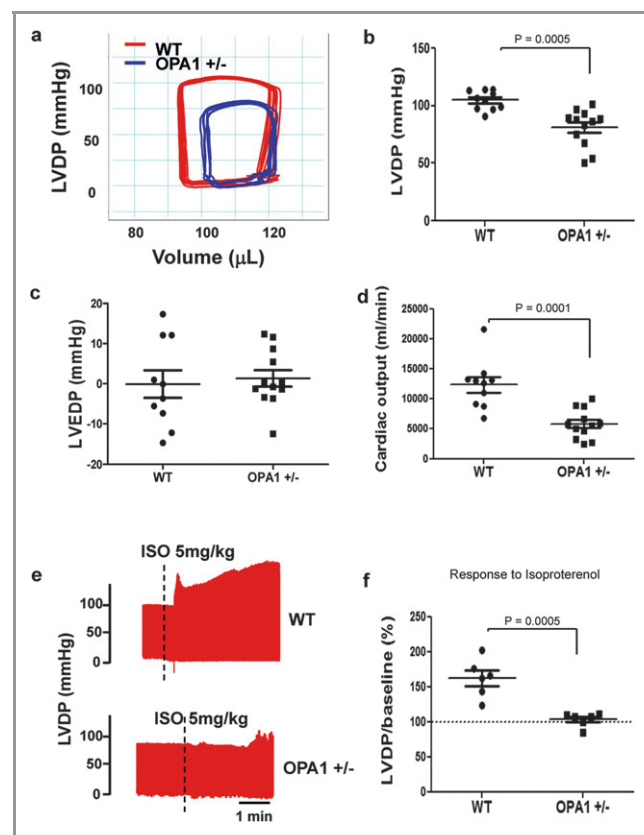 a
WT
OPA1 +/-
LVDP (mmHg)
100
50
0
80
100
120
Volume (μL)
b
P = 0.0005
LVDP (mmHg)
150
100
50
0
WT
OPA1 +/-
c
LVEDP (mmHg)
20
10
0
-10
-20
WT
OPA1 +/-
d
P = 0.0001
Cardiac output (ml/min)
25000
20000
15000
10000
5000
0
WT
OPA1 +/-
e
ISO 5mg/kg
100
50
0
WT
LVDP (mmHg)
ISO 5mg/kg
100
50
0
OPA1 +/-
1 min
f
Response to Isoproterenol
P = 0.0005
LVDP/baseline (%)
250
200
150
100
50
0
WT
OPA1 +/-